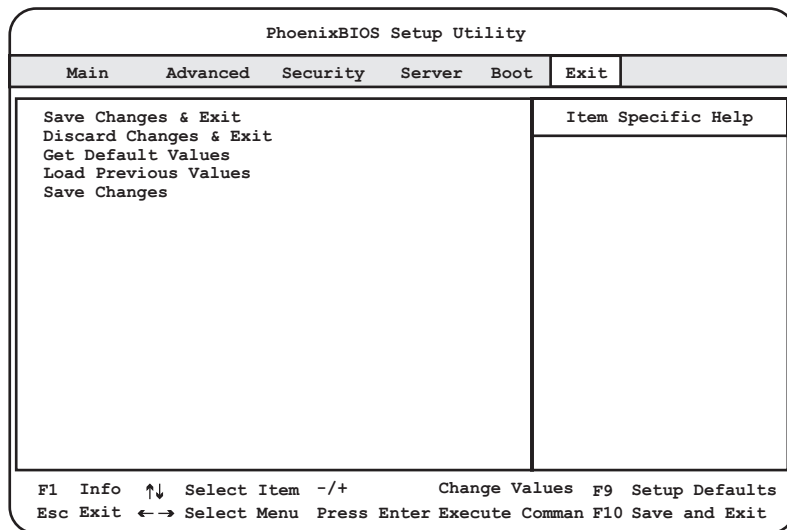 PhoenixBIOS Setup Utility
Main Advanced Security Server Boot Exit
Save Changes & Exit
Discard Changes & Exit
Get Default Values
Load Previous Values
Save Changes
Item Specific Help
F1 Info ↑↓ Select Item -/+ Change Values F9 Setup Defaults
Esc Exit ←→ Select Menu Press Enter Execute Comman F10 Save and Exit